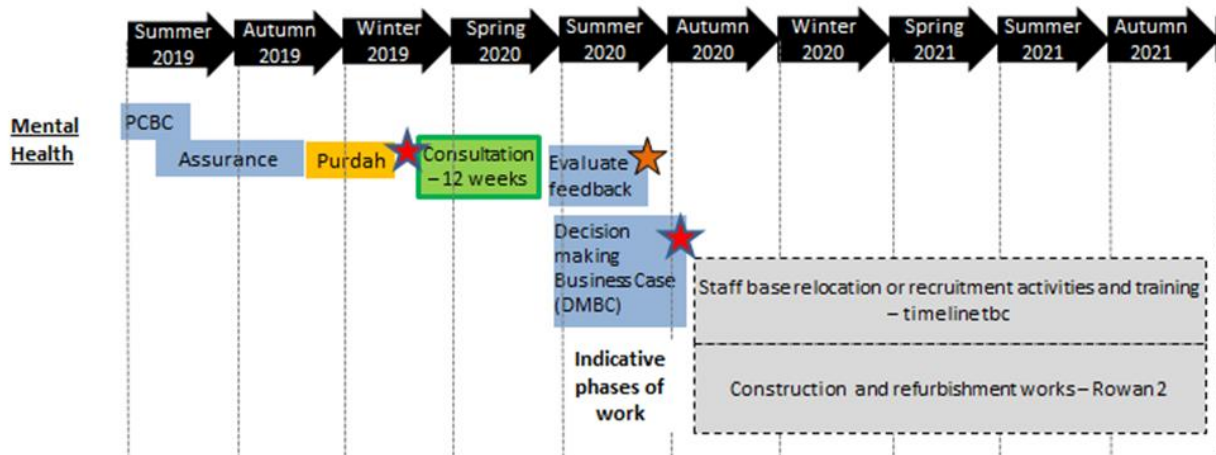 Summer
2019
Autumn
2019
Winter
2019
Spring
2020
Summer
2020
Autumn
2020
Winter
2020
Spring
2021
Summer
2021
Autumn
2021
Mental
Health
PCBC
Assurance
Purdah
Consultation
– 12 weeks
Evaluate
feedback
Decision
making
Business Case
(DMBC)
Staff base relocation or recruitment activities and training
– timeline tbc
Indicative
phases of
work
Construction and refurbishment works – Rowan 2